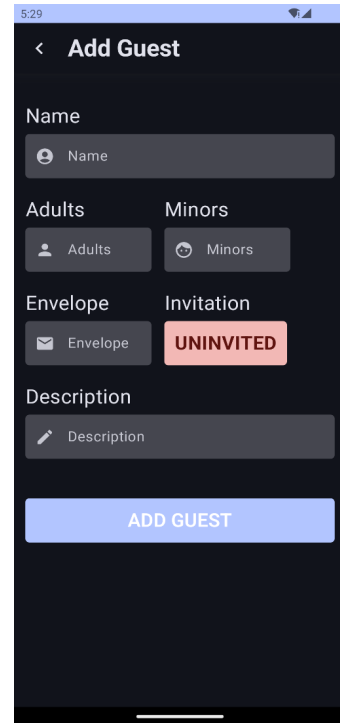 5:29
Add Guest
Name
Name
Adults Minors
Adults Minors
Envelope Invitation
Envelope UNINVITED
Description
Description
ADD GUEST